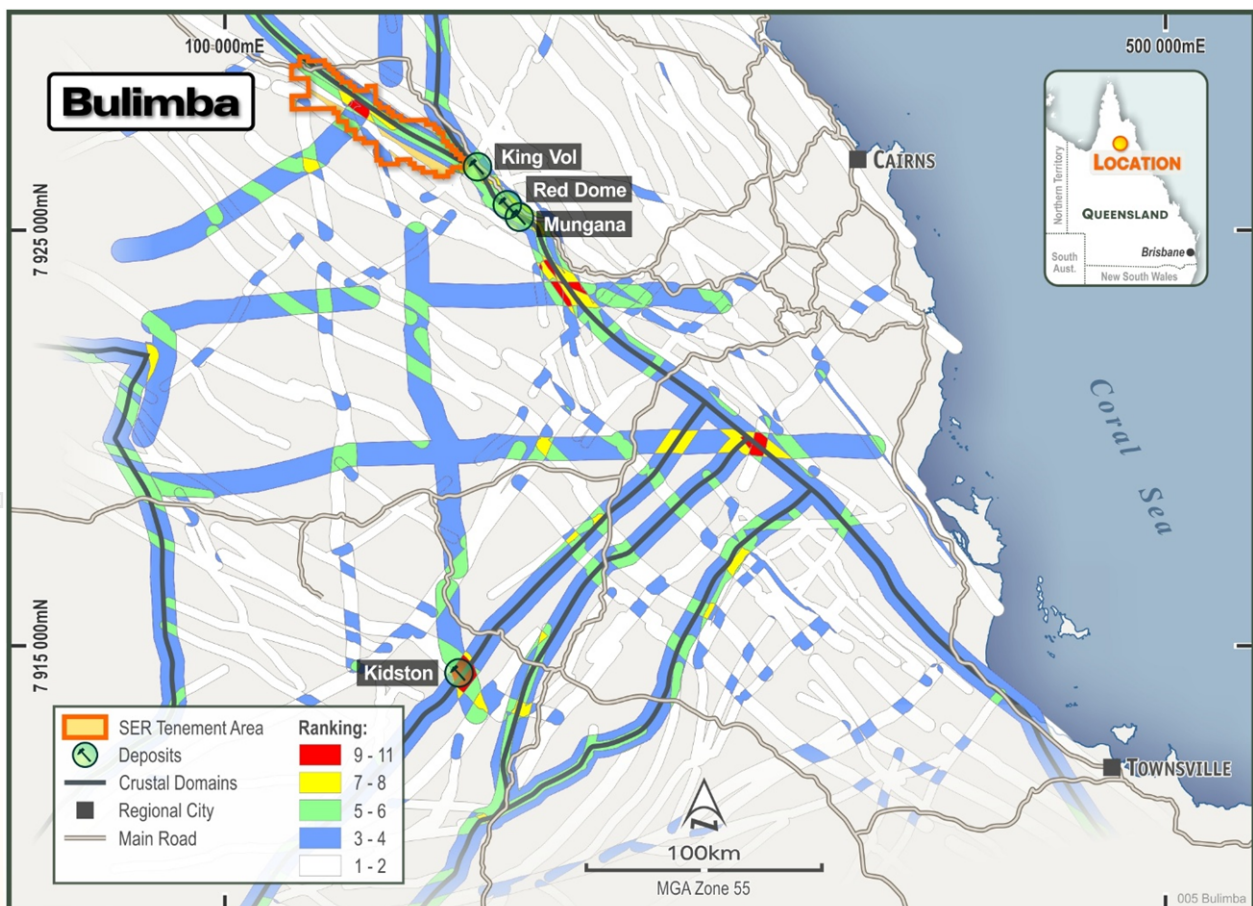 100 000mE
500 000mE
Bulimba
King Vol
Red Dome
Mungana
CAIRNS
LOCATION
Northern Territory
QUEENSLAND
Brisbane
South
Aust.
New South Wales
7 925 000mN
Coral Sea
7 915 000mN
Kidston
TOWNSVILLE
SER Tenement Area
Deposits
Crustal Domains
Regional City
Main Road
Ranking:
9 - 11
7 - 8
5 - 6
3 - 4
1 - 2
N
100km
MGA Zone 55
005 Bulimba